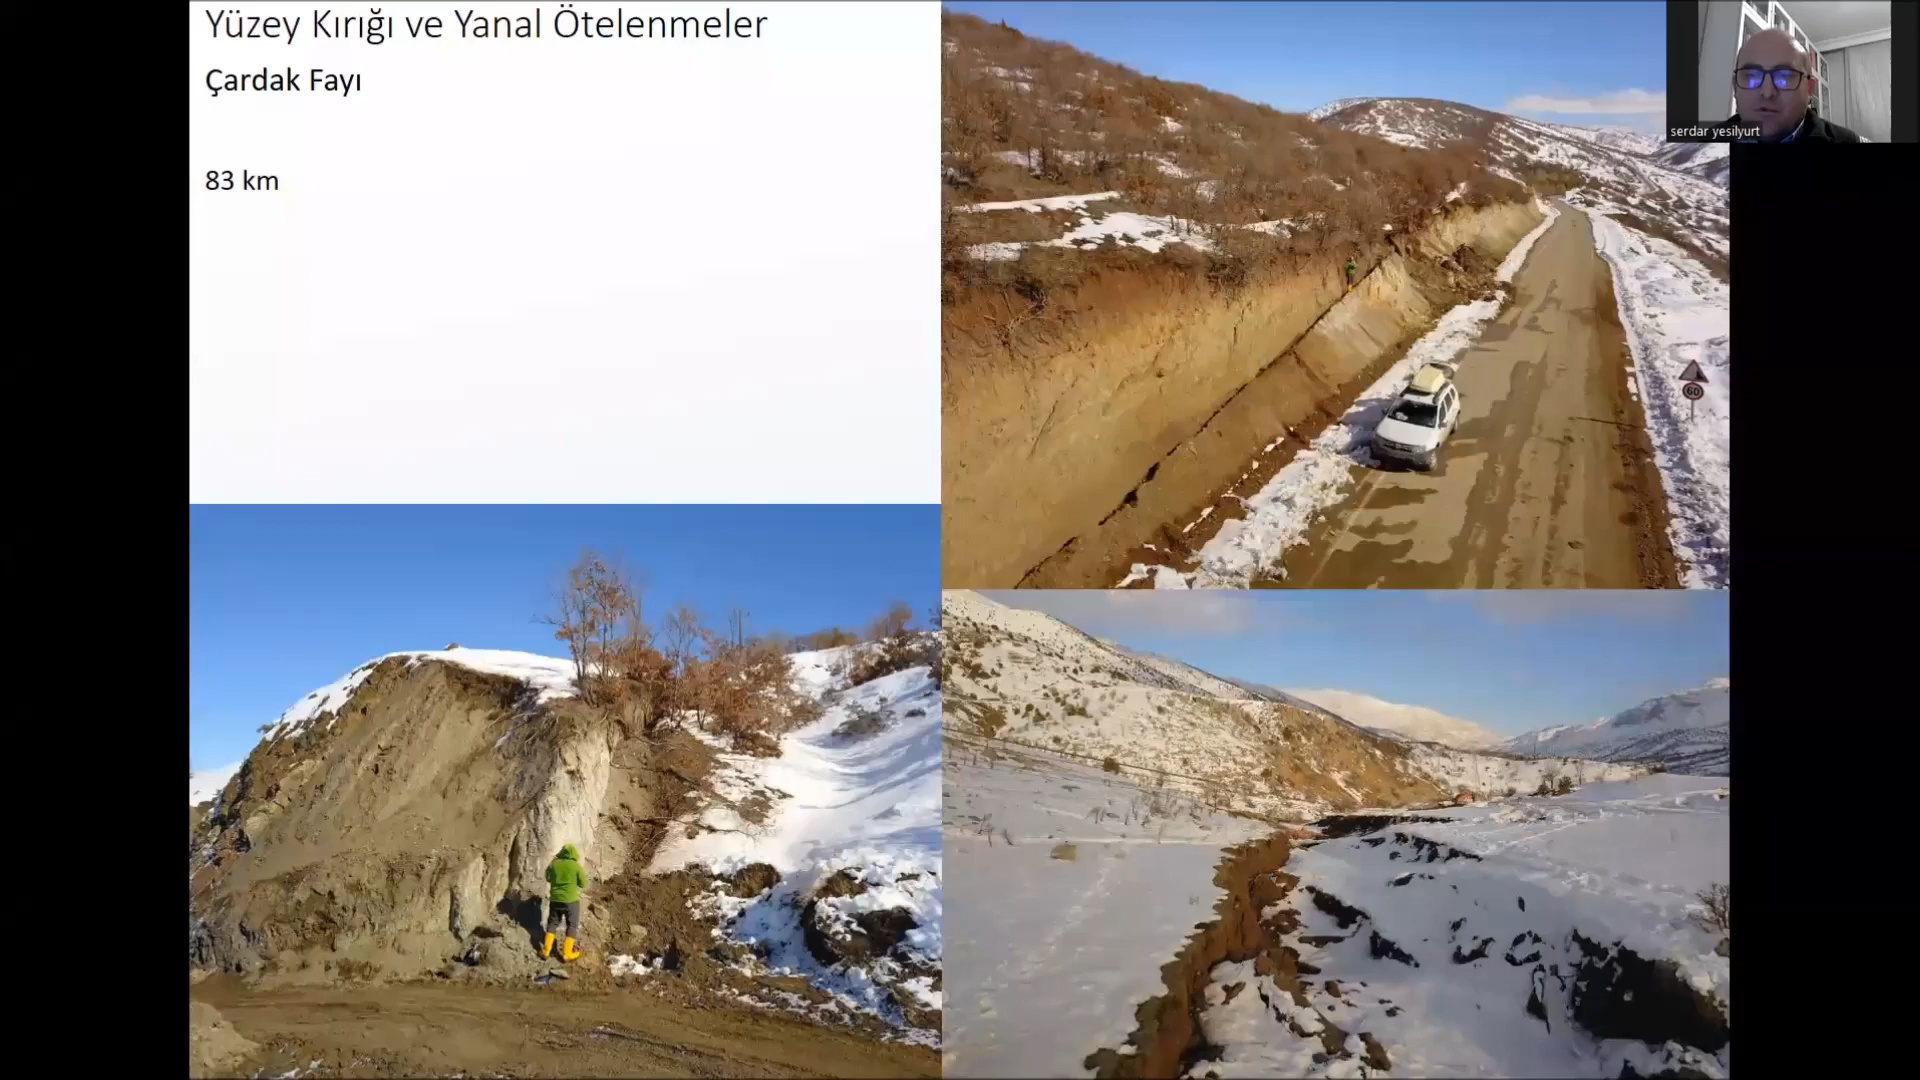 Yüzey Kırığı ve Yanal Ötelenmeler
Çardak Fayı
83 km
serdar yesilyurt
60